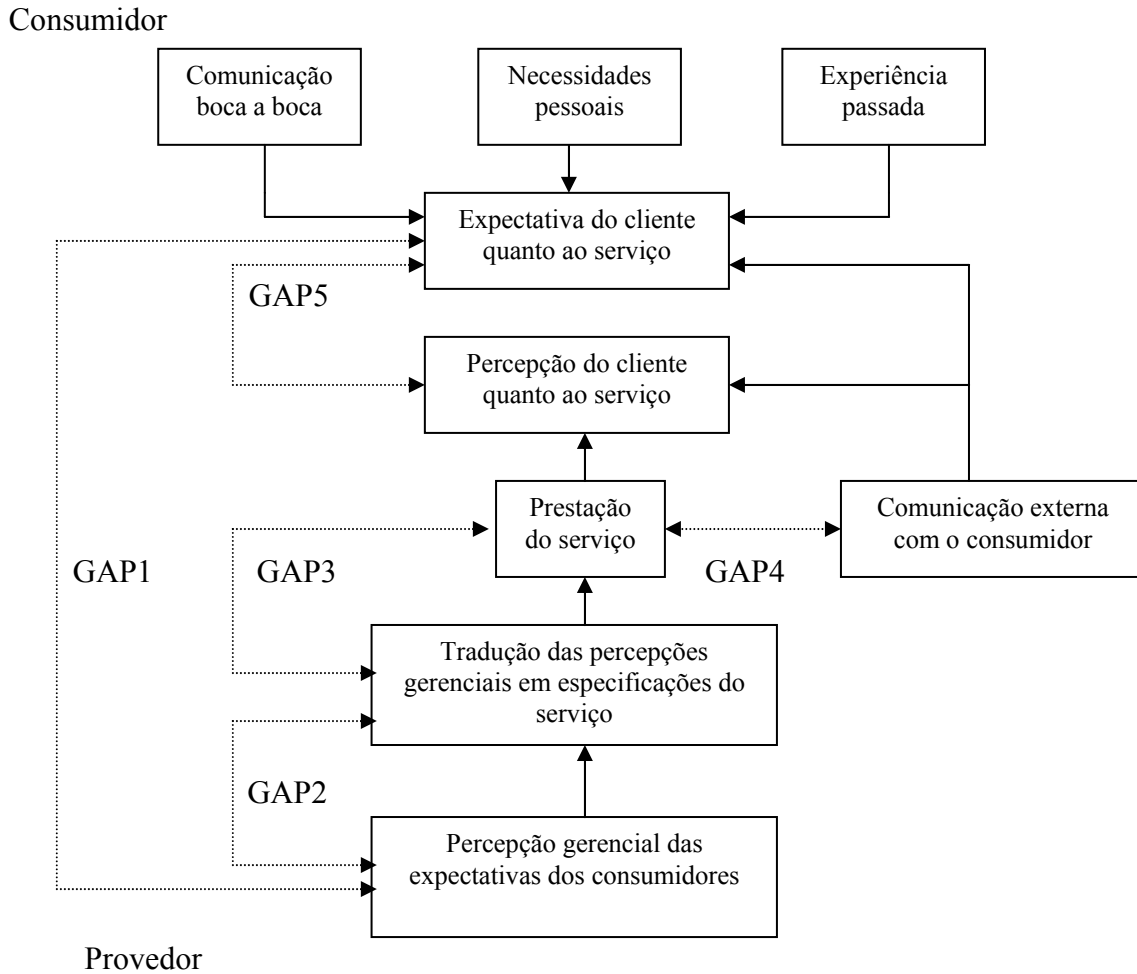 Consumidor
Comunicação
boca a boca
Necessidades
pessoais
Experiência
passada
Expectativa do cliente
quanto ao serviço
GAP5
Percepção do cliente
quanto ao serviço
Prestação
do serviço
Comunicação externa
com o consumidor
GAP1
GAP3
GAP4
Tradução das percepções
gerenciais em especificações do
serviço
GAP2
Percepção gerencial das
expectativas dos consumidores
Provedor